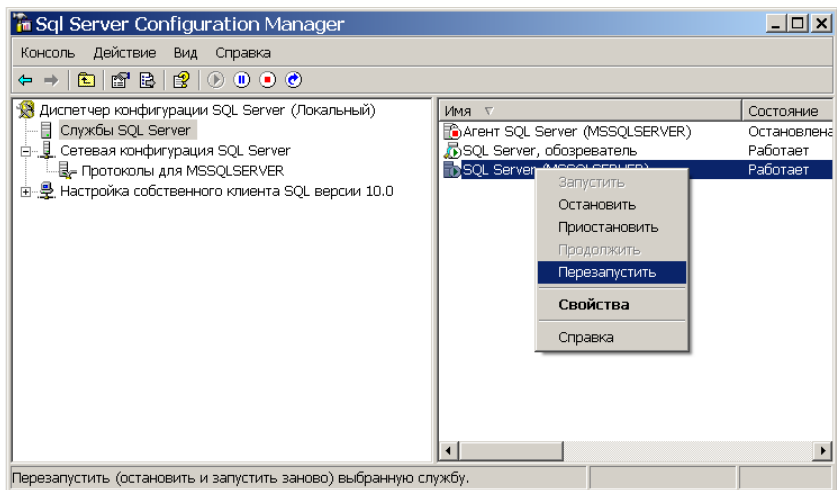 Sql Server Configuration Manager
Консоль Действие Вид Справка
Диспетчер конфигурации SQL Server (Локальный)
Службы SQL Server
Сетевая конфигурация SQL Server
Протоколы для MSSQLSERVER
Настройка собственного клиента SQL версии 10.0
Имя Состояние
Агент SQL Server (MSSQLSERVER) Остановлена
SQL Server, обозреватель Работает
SQL Server (MSSQLSERVER) Работает
Запустить
Остановить
Приостановить
Продолжить
Перезапустить
Свойства
Справка
Перезапустить (остановить и запустить заново) выбранную службу.